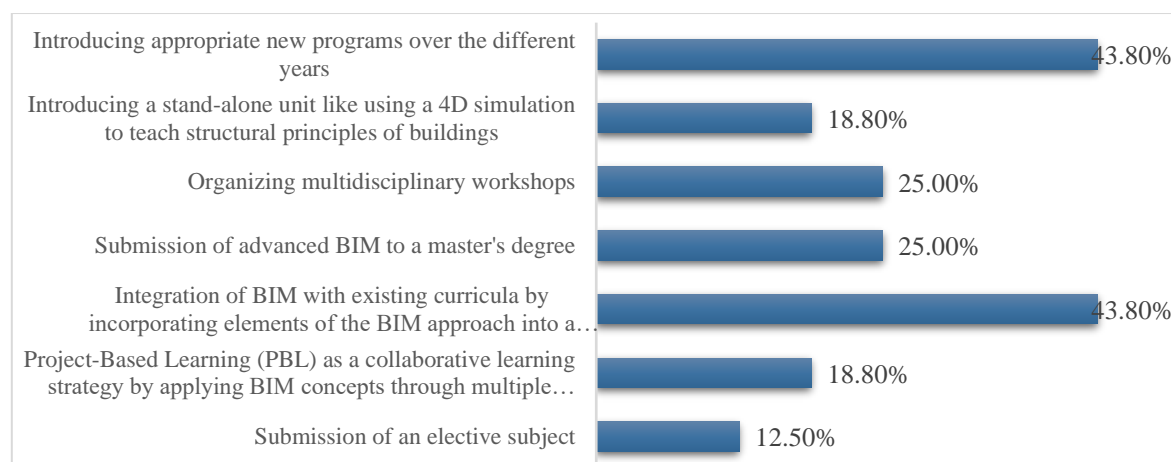 Introducing appropriate new programs over the different
years
43.80%
Introducing a stand-alone unit like using a 4D simulation
to teach structural principles of buildings
18.80%
Organizing multidisciplinary workshops
25.00%
Submission of advanced BIM to a master's degree
25.00%
Integration of BIM with existing curricula by
incorporating elements of the BIM approach into a…
43.80%
Project-Based Learning (PBL) as a collaborative learning
strategy by applying BIM concepts through multiple…
18.80%
Submission of an elective subject
12.50%